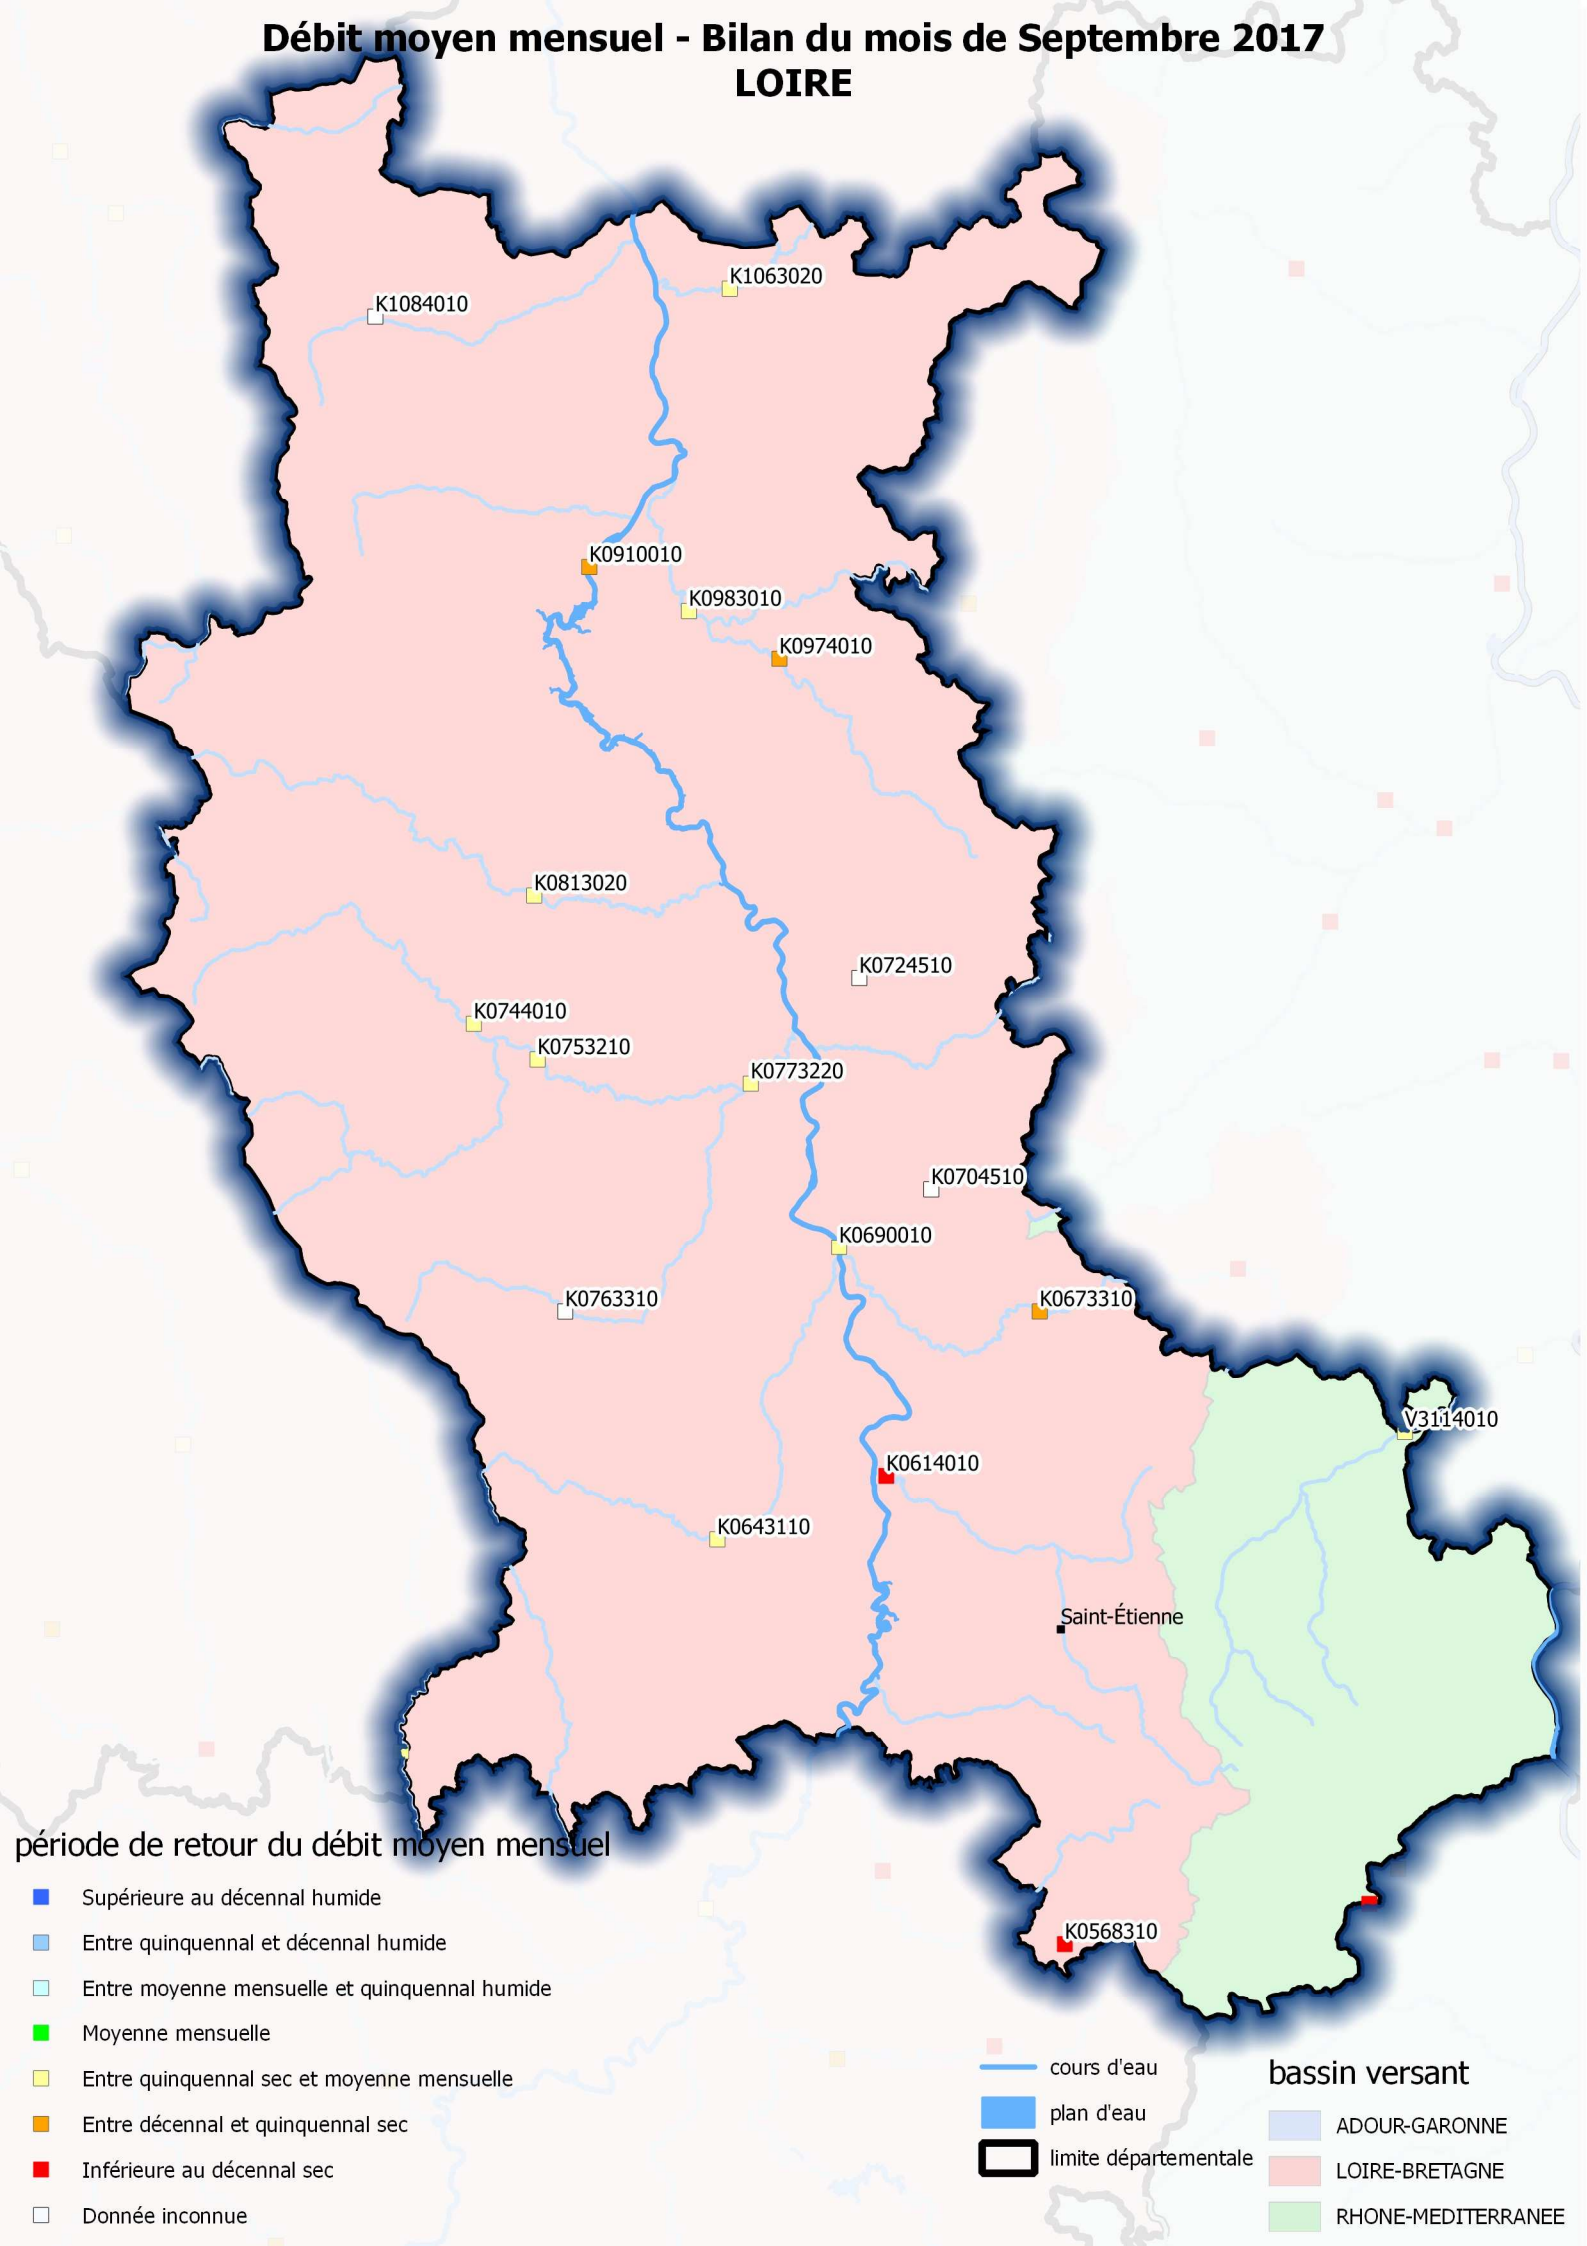 Débit moyen mensuel - Bilan du mois de Septembre 2017
LOIRE
K1063020
K1084010
K0910010
K0983010
K0974010
K0813020
K0724510
K0744010
K0753210
K0773220
K0704510
K0690010
K0763310
K0673310
V3114010
K0614010
K0643110
Saint-Étienne
K0568310
période de retour du débit moyen mensuel
Supérieure au décennal humide
Entre quinquennal et décennal humide
Entre moyenne mensuelle et quinquennal humide
Moyenne mensuelle
Entre quinquennal sec et moyenne mensuelle
Entre décennal et quinquennal sec
Inférieure au décennal sec
Donnée inconnue
cours d'eau
plan d'eau
limite départementale
bassin versant
ADOUR-GARONNE
LOIRE-BRETAGNE
RHONE-MEDITERRANEE